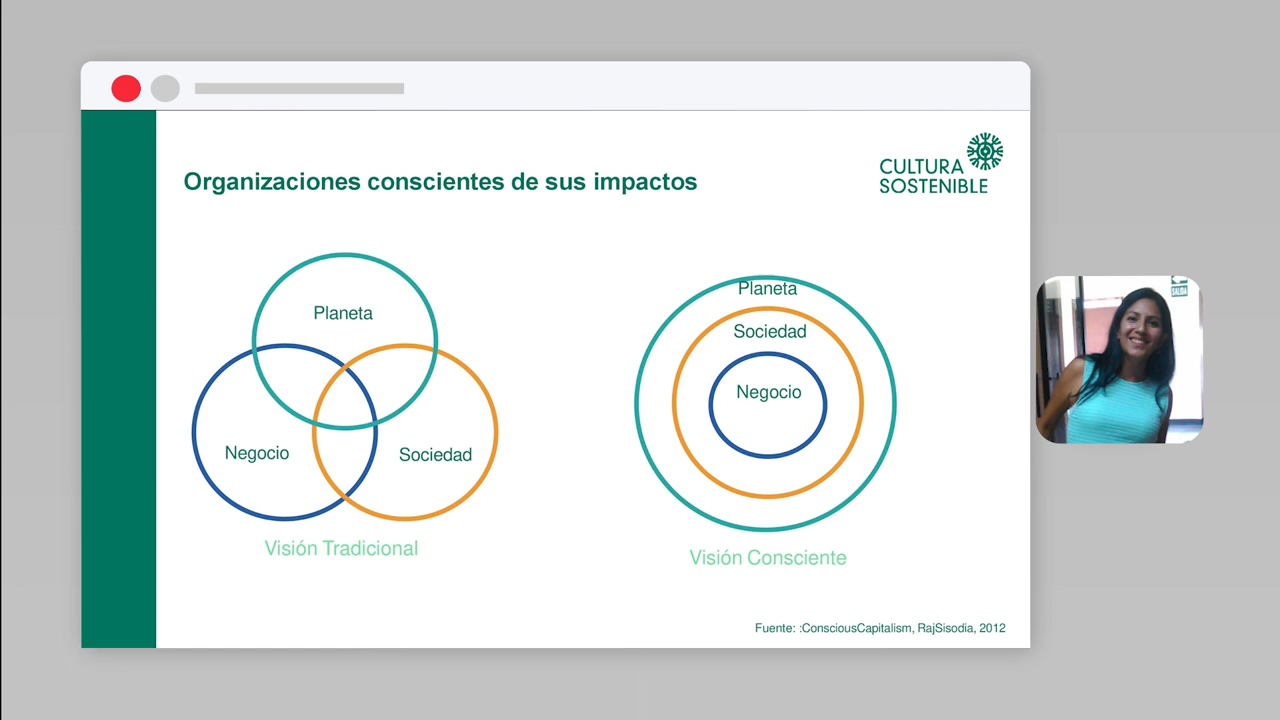 Organizaciones conscientes de sus impactos
CULTURA
SOSTENIBLE
Planeta
Negocio
Sociedad
Visión Tradicional
Planeta
Sociedad
Negocio
Visión Consciente
Fuente: :ConsciousCapitalism, RajSisodia, 2012
SALIDA